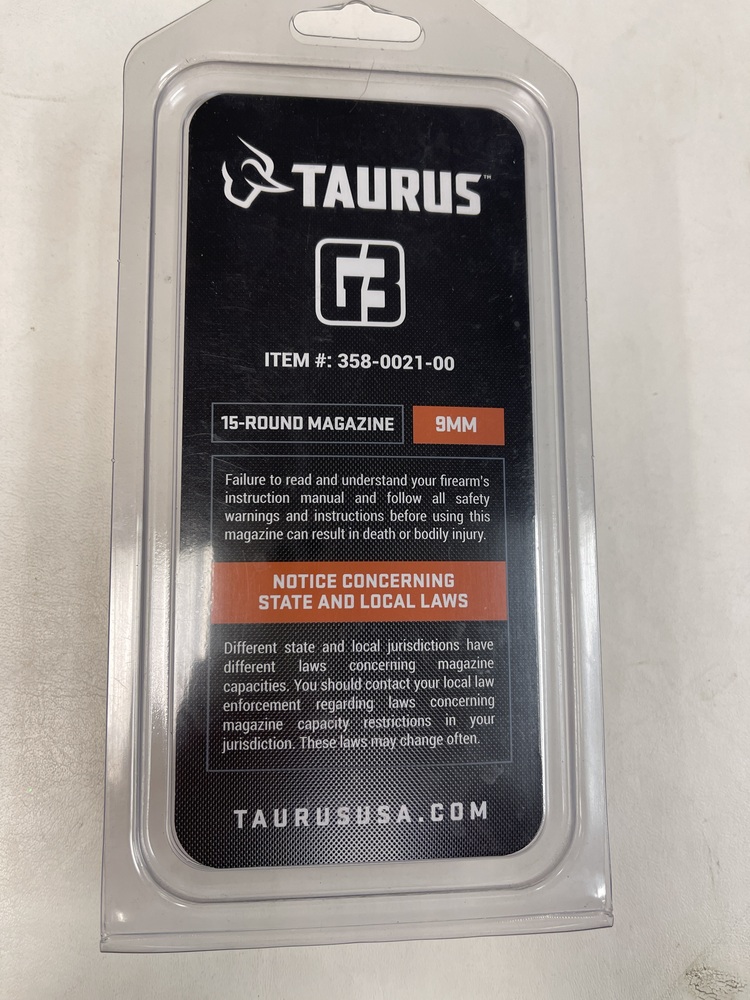 TAURUS™
G3
ITEM #: 358-0021-00
15-ROUND MAGAZINE
9MM
Failure to read and understand your firearm's
instruction manual and follow all safety
warnings and instructions before using this
magazine can result in death or bodily injury.
NOTICE CONCERNING
STATE AND LOCAL LAWS
Different state and local jurisdictions have
different laws concerning magazine
capacities. You should contact your local law
enforcement regarding laws concerning
magazine capacity restrictions in your
jurisdiction. These laws may change often.
TAURUSUSA.COM